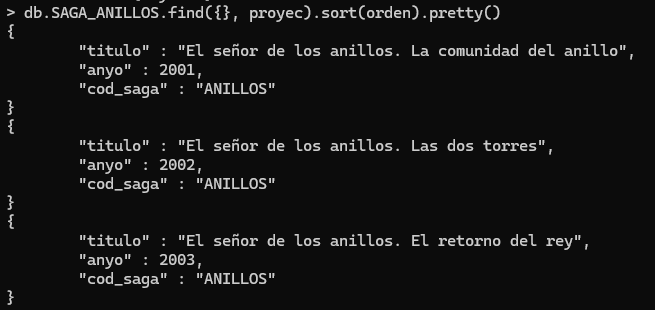 > db.SAGA_ANILLOS.find({}, proyec).sort(orden).pretty()
{
        "titulo" : "El señor de los anillos. La comunidad del anillo",
        "anyo" : 2001,
        "cod_saga" : "ANILLOS"
}
{
        "titulo" : "El señor de los anillos. Las dos torres",
        "anyo" : 2002,
        "cod_saga" : "ANILLOS"
}
{
        "titulo" : "El señor de los anillos. El retorno del rey",
        "anyo" : 2003,
        "cod_saga" : "ANILLOS"
}